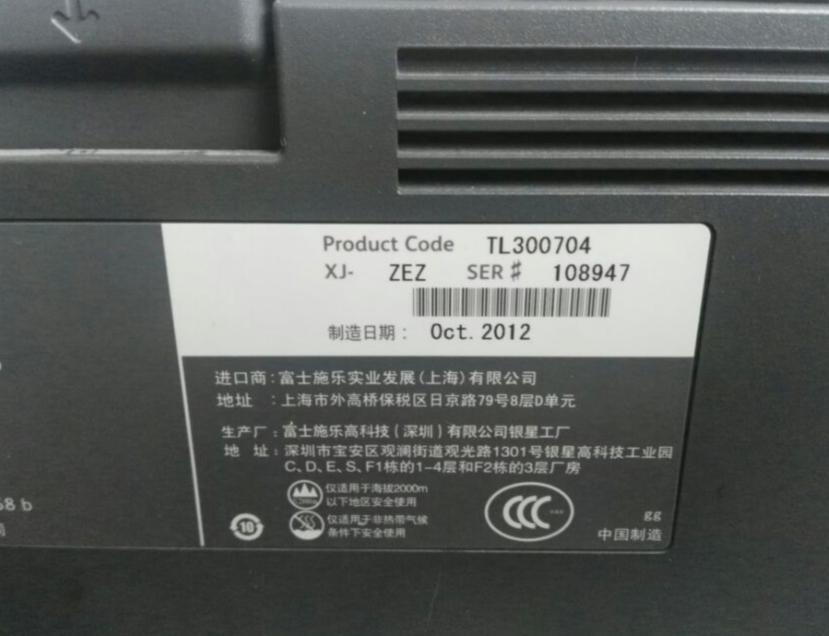 Product Code TL300704
XJ- ZEZ SER # 108947
制造日期： Oct. 2012
进口商：富士施乐实业发展(上海)有限公司
地址 ：上海市外高桥保税区日京路79号8层D单元
生产厂：富士施乐高科技（深圳）有限公司银星工厂
地 址：深圳市宝安区观澜街道观光路1301号银星高科技工业园
C、D、E、S、F1栋的1-4层和F2栋的3层厂房
仅适用于海拔2000m
以下地区安全使用
仅适用于非热带气候
条件下安全使用
10
CCC
gg
中国制造
68 b